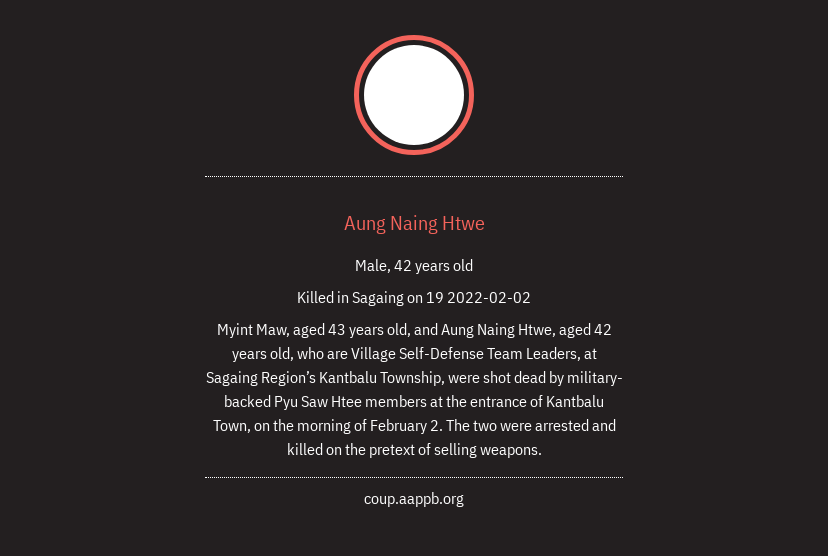 Aung Naing Htwe
Male, 42 years old
Killed in Sagaing on 19 2022-02-02
Myint Maw, aged 43 years old, and Aung Naing Htwe, aged 42
years old, who are Village Self-Defense Team Leaders, at
Sagaing Region’s Kantbalu Township, were shot dead by military-
backed Pyu Saw Htee members at the entrance of Kantbalu
Town, on the morning of February 2. The two were arrested and
killed on the pretext of selling weapons.
coup.aappb.org